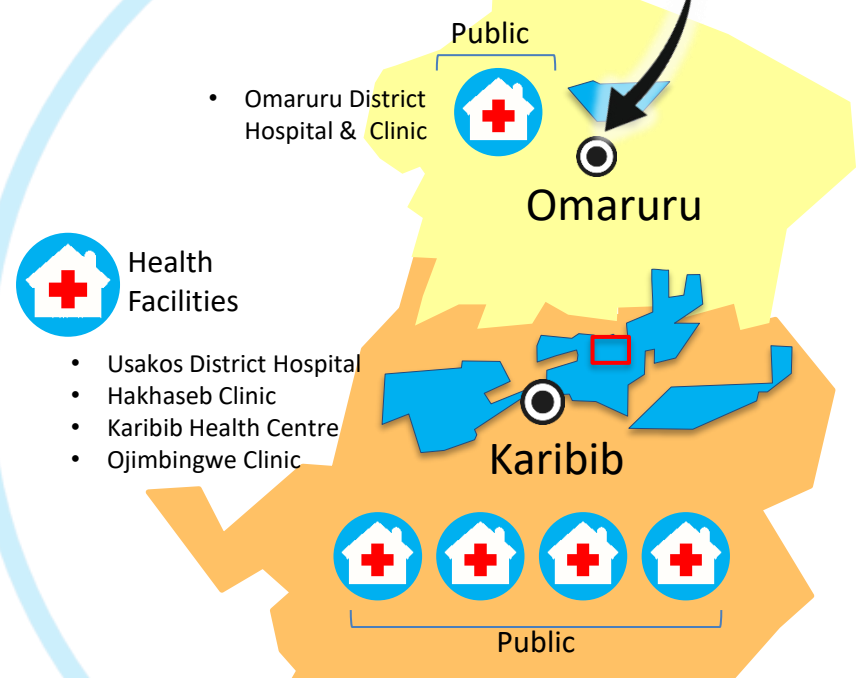 Public
• Omaruru District
Hospital & Clinic
Omaruru
Health
Facilities
• Usakos District Hospital
• Hakhaseb Clinic
• Karibib Health Centre
• Ojimbingwe Clinic
Karibib
Public